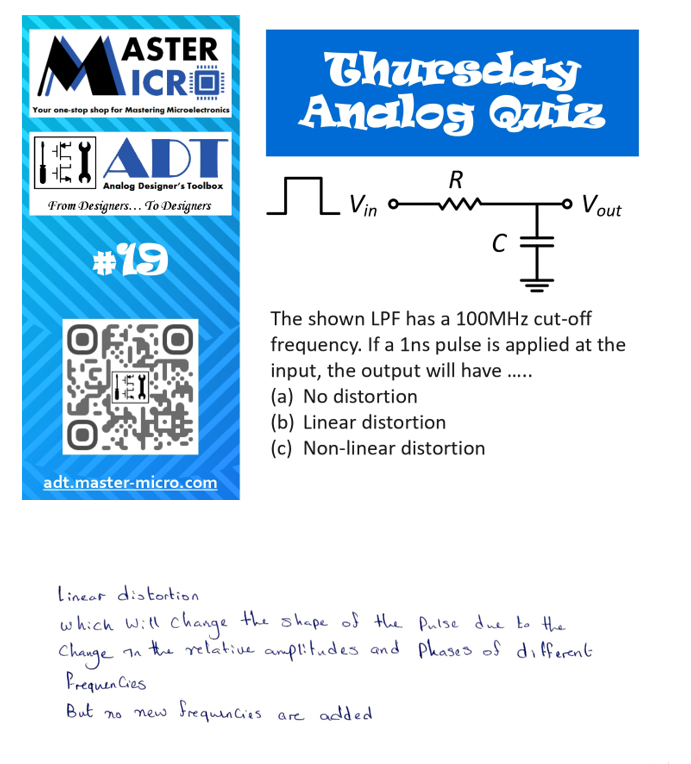 MASTER
MICRO
Your one-stop shop for Mastering Microelectronics
ADT
Analog Designer's Toolbox
From Designers... To Designers
#19
adt.master-micro.com
Thursday
Analog Quiz
R
Vin
Vout
C
The shown LPF has a 100MHz cut-off
frequency. If a 1ns pulse is applied at the
input, the output will have .....
(a) No distortion
(b) Linear distortion
(c) Non-linear distortion
Linear distortion
which will change the shape of the pulse due to the
change in the relative amplitudes and phases of different
frequencies
But no new frequencies are added